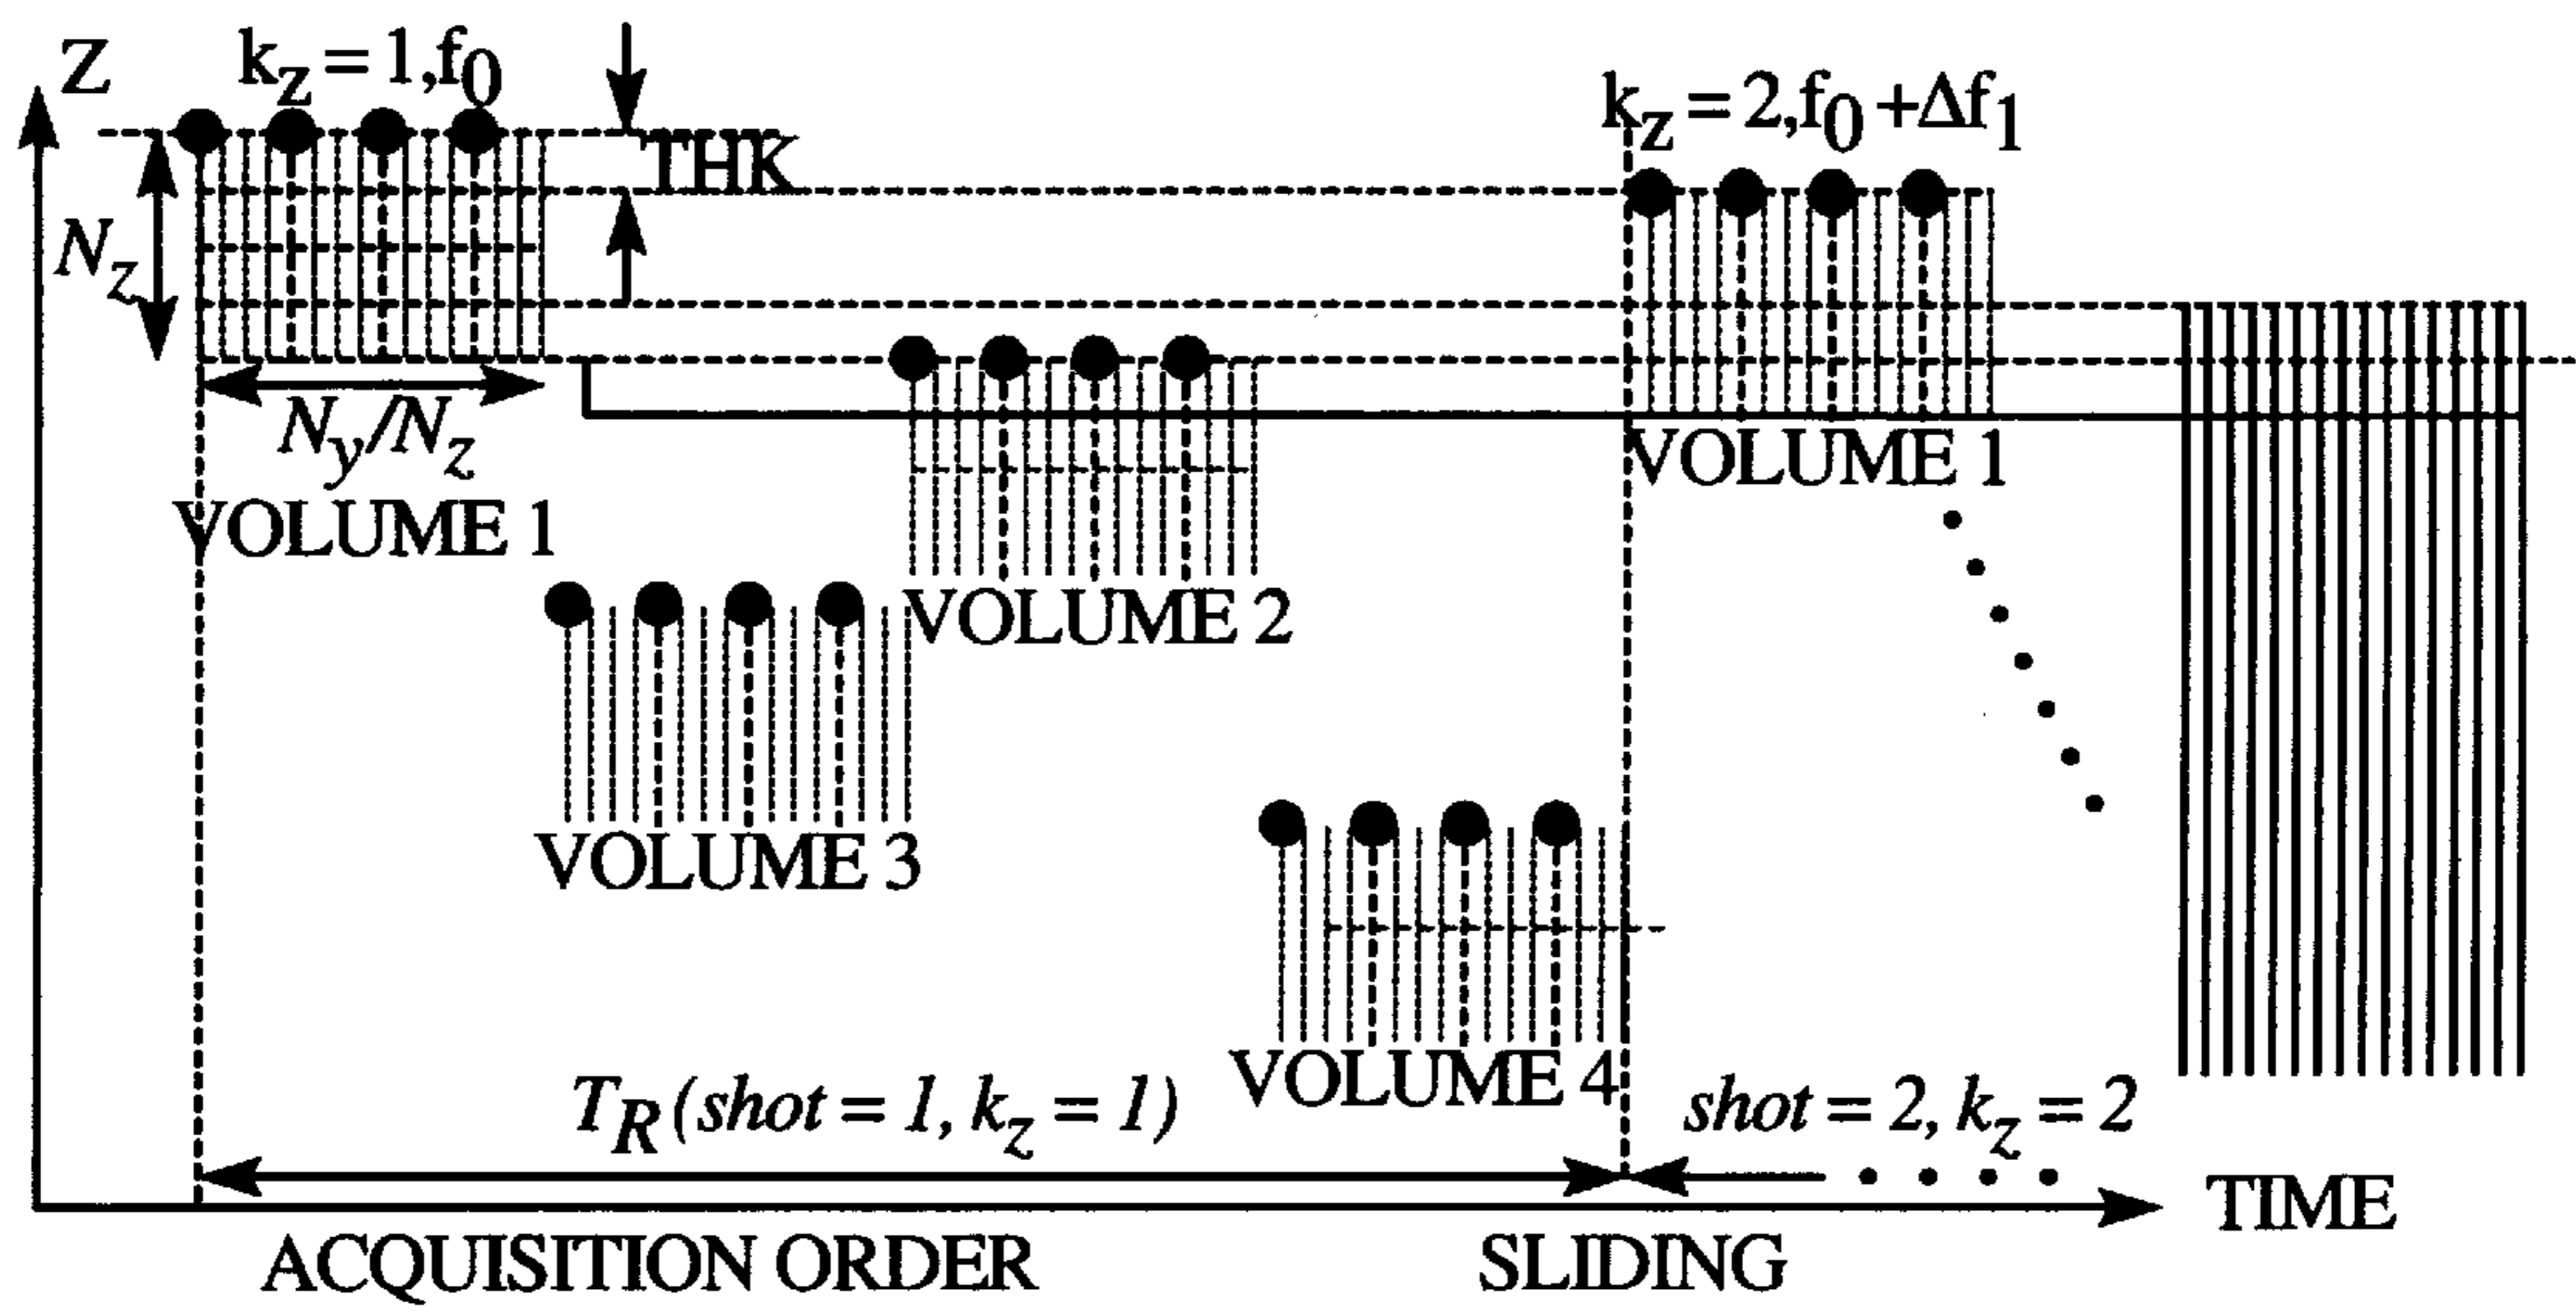 Z
k_z = 1,f_0
THK
k_z = 2,f_0 + Δf_1
N_z
N_y/N_z
VOLUME 1
VOLUME 1
VOLUME 2
VOLUME 3
VOLUME 4
T_R (shot = 1, k_z = 1)
shot = 2, k_z = 2
TIME
ACQUISITION ORDER
SLIDING